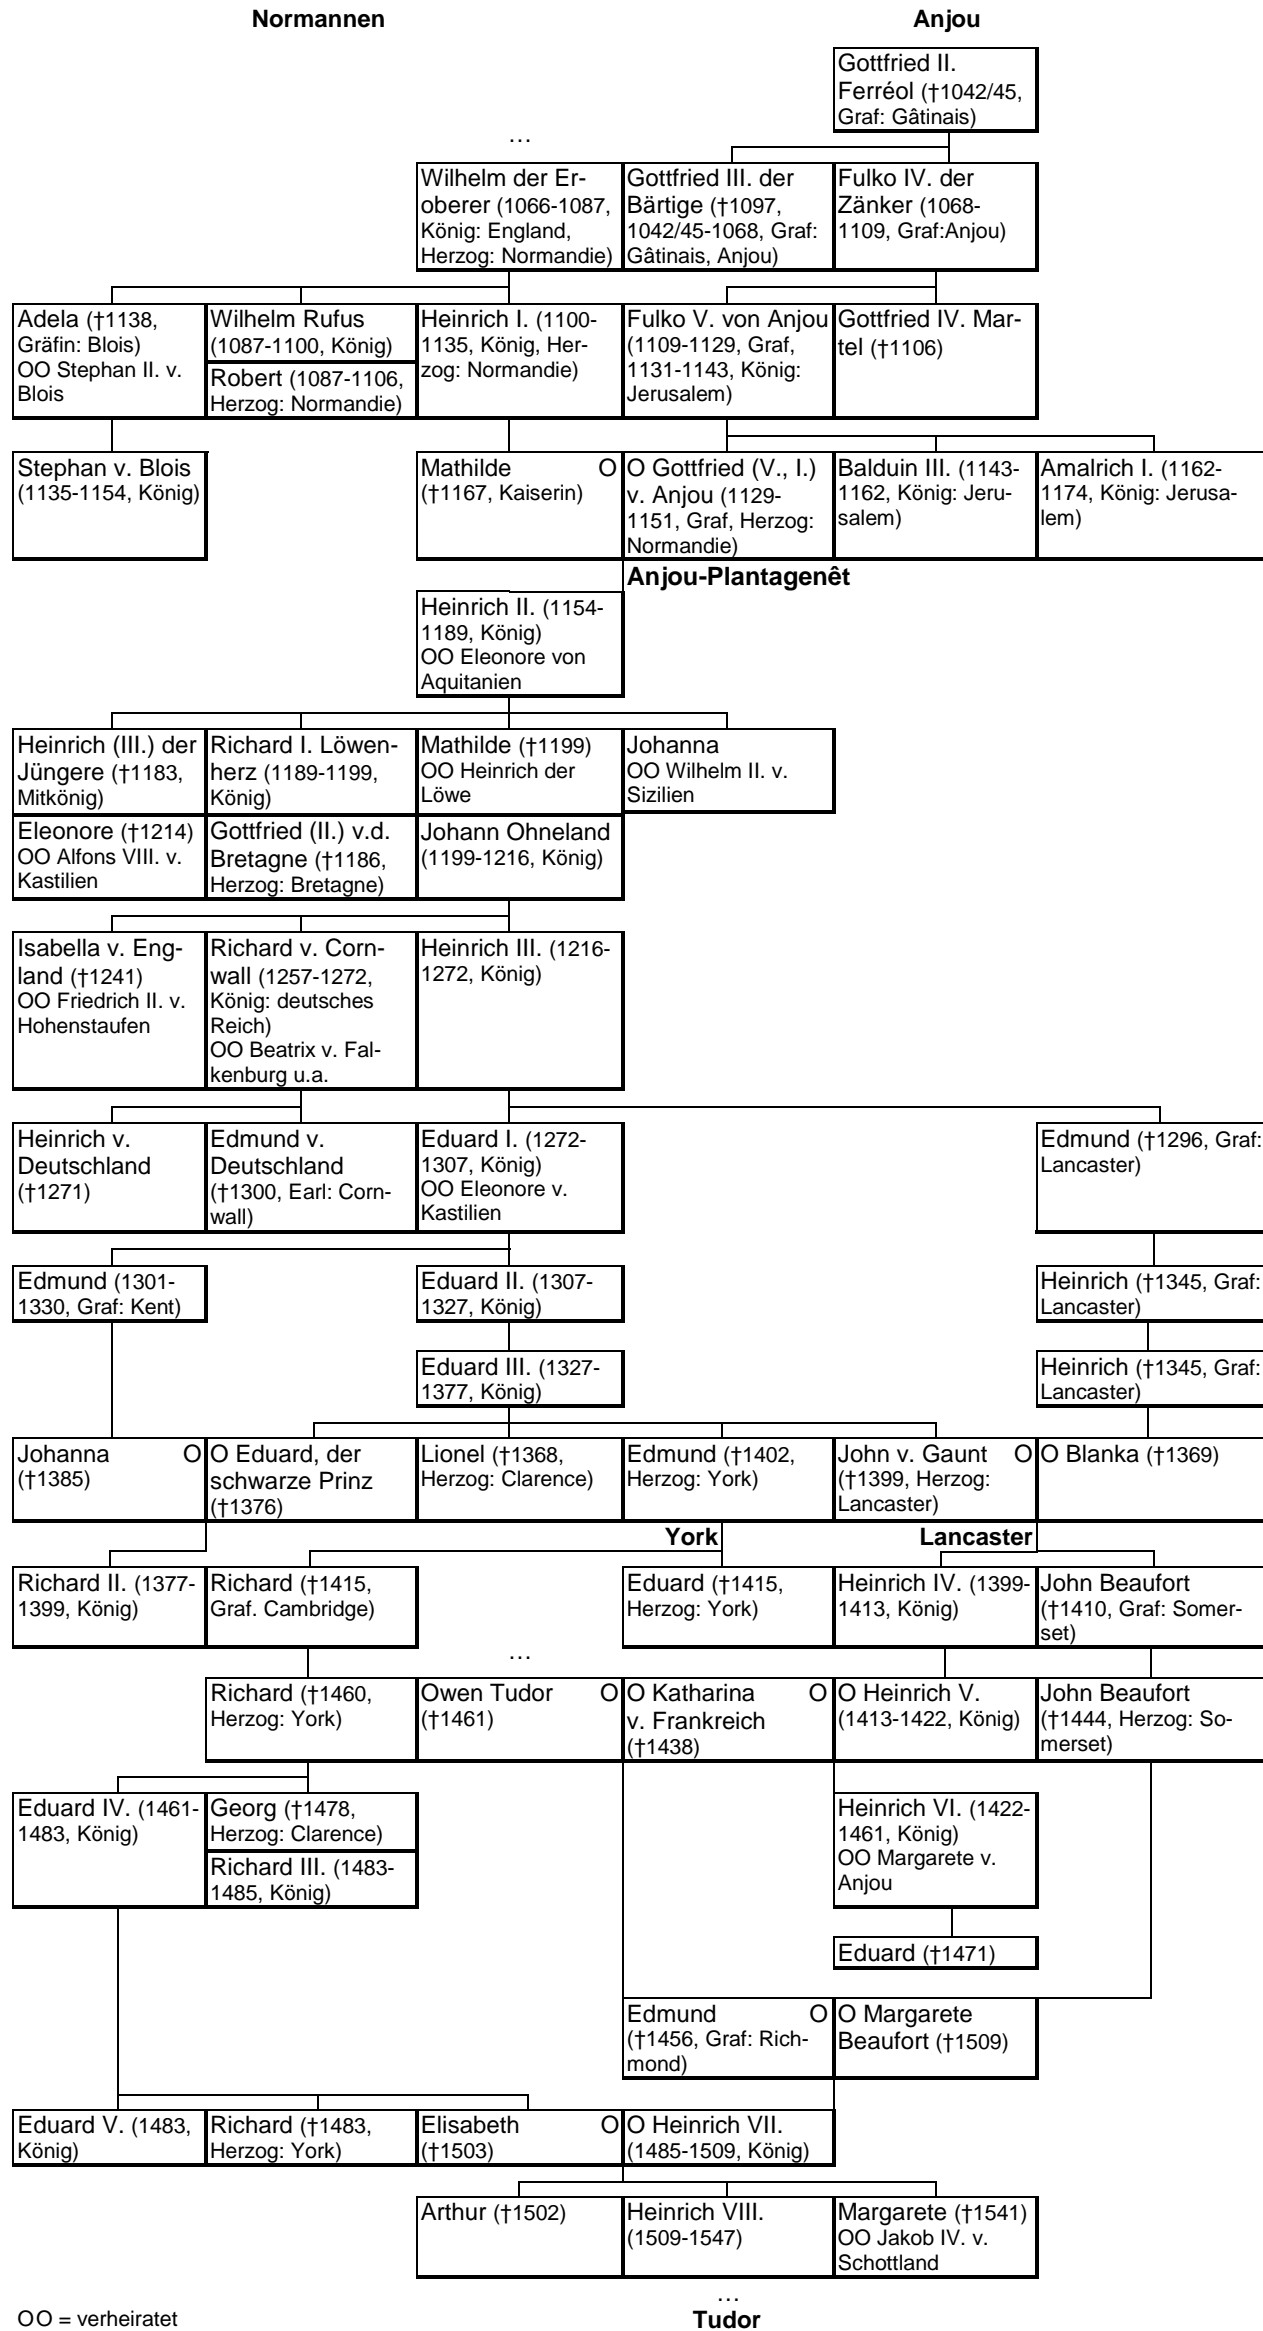 Normannen
Anjou
Gottfried II.
Ferréol (†1042/45,
Graf: Gâtinais)
…
Wilhelm der Er-
oberer (1066-1087,
König: England,
Herzog: Normandie)
Gottfried III. der
Bärtige (†1097,
1042/45-1068, Graf:
Gâtinais, Anjou)
Fulko IV. der
Zänker (1068-
1109, Graf:Anjou)
Adela (†1138,
Gräfin: Blois)
OO Stephan II. v.
Blois
Wilhelm Rufus
(1087-1100, König)
Robert (1087-1106,
Herzog: Normandie)
Heinrich I. (1100-
1135, König, Her-
zog: Normandie)
Fulko V. von Anjou
(1109-1129, Graf,
1131-1143, König:
Jerusalem)
Gottfried IV. Mar-
tel (†1106)
Stephan v. Blois
(1135-1154, König)
Mathilde O
(†1167, Kaiserin)
O Gottfried (V., I.)
v. Anjou (1129-
1151, Graf, Herzog:
Normandie)
Balduin III. (1143-
1162, König: Jeru-
salem)
Amalrich I. (1162-
1174, König: Jerusa-
lem)
Anjou-Plantagenêt
Heinrich II. (1154-
1189, König)
OO Eleonore von
Aquitanien
Heinrich (III.) der
Jüngere (†1183,
Mitkönig)
Richard I. Löwen-
herz (1189-1199,
König)
Mathilde (†1199)
OO Heinrich der
Löwe
Johanna
OO Wilhelm II. v.
Sizilien
Eleonore (†1214)
OO Alfons VIII. v.
Kastilien
Gottfried (II.) v.d.
Bretagne (†1186,
Herzog: Bretagne)
Johann Ohneland
(1199-1216, König)
Isabella v. Eng-
land (†1241)
OO Friedrich II. v.
Hohenstaufen
Richard v. Corn-
wall (1257-1272,
König: deutsches
Reich)
OO Beatrix v. Fal-
kenburg u.a.
Heinrich III. (1216-
1272, König)
Heinrich v.
Deutschland
(†1271)
Edmund v.
Deutschland
(†1300, Earl: Corn-
wall)
Eduard I. (1272-
1307, König)
OO Eleonore v.
Kastilien
Edmund (†1296, Graf:
Lancaster)
Edmund (1301-
1330, Graf: Kent)
Eduard II. (1307-
1327, König)
Heinrich (†1345, Graf:
Lancaster)
Eduard III. (1327-
1377, König)
Heinrich (†1345, Graf:
Lancaster)
Johanna O
(†1385)
O Eduard, der
schwarze Prinz
(†1376)
Lionel (†1368,
Herzog: Clarence)
Edmund (†1402,
Herzog: York)
John v. Gaunt O
(†1399, Herzog:
Lancaster)
O Blanka (†1369)
York
Lancaster
Richard II. (1377-
1399, König)
Richard (†1415,
Graf. Cambridge)
Eduard (†1415,
Herzog: York)
Heinrich IV. (1399-
1413, König)
John Beaufort
(†1410, Graf: Somer-
set)
…
Richard (†1460,
Herzog: York)
Owen Tudor O
(†1461)
O Katharina O
v. Frankreich
(†1438)
O Heinrich V.
(1413-1422, König)
John Beaufort
(†1444, Herzog: So-
merset)
Eduard IV. (1461-
1483, König)
Georg (†1478,
Herzog: Clarence)
Richard III. (1483-
1485, König)
Heinrich VI. (1422-
1461, König)
OO Margarete v.
Anjou
Eduard (†1471)
Edmund O
(†1456, Graf: Rich-
mond)
O Margarete
Beaufort (†1509)
Eduard V. (1483,
König)
Richard (†1483,
Herzog: York)
Elisabeth O
(†1503)
O Heinrich VII.
(1485-1509, König)
Arthur (†1502)
Heinrich VIII.
(1509-1547)
Margarete (†1541)
OO Jakob IV. v.
Schottland
…
OO = verheiratet
Tudor